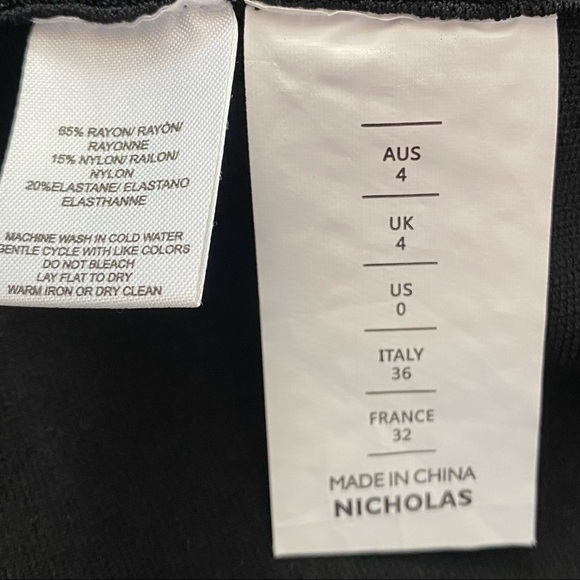 65% RAYON/ RAYÓN/
RAYONNE
15% NYLON/ RAILON/
NYLON
20%ELASTANE/ ELASTANO
ELASTHANNE
MACHINE WASH IN COLD WATER
GENTLE CYCLE WITH LIKE COLORS
DO NOT BLEACH
LAY FLAT TO DRY
WARM IRON OR DRY CLEAN
AUS
4
UK
4
US
0
ITALY
36
FRANCE
32
MADE IN CHINA
NICHOLAS